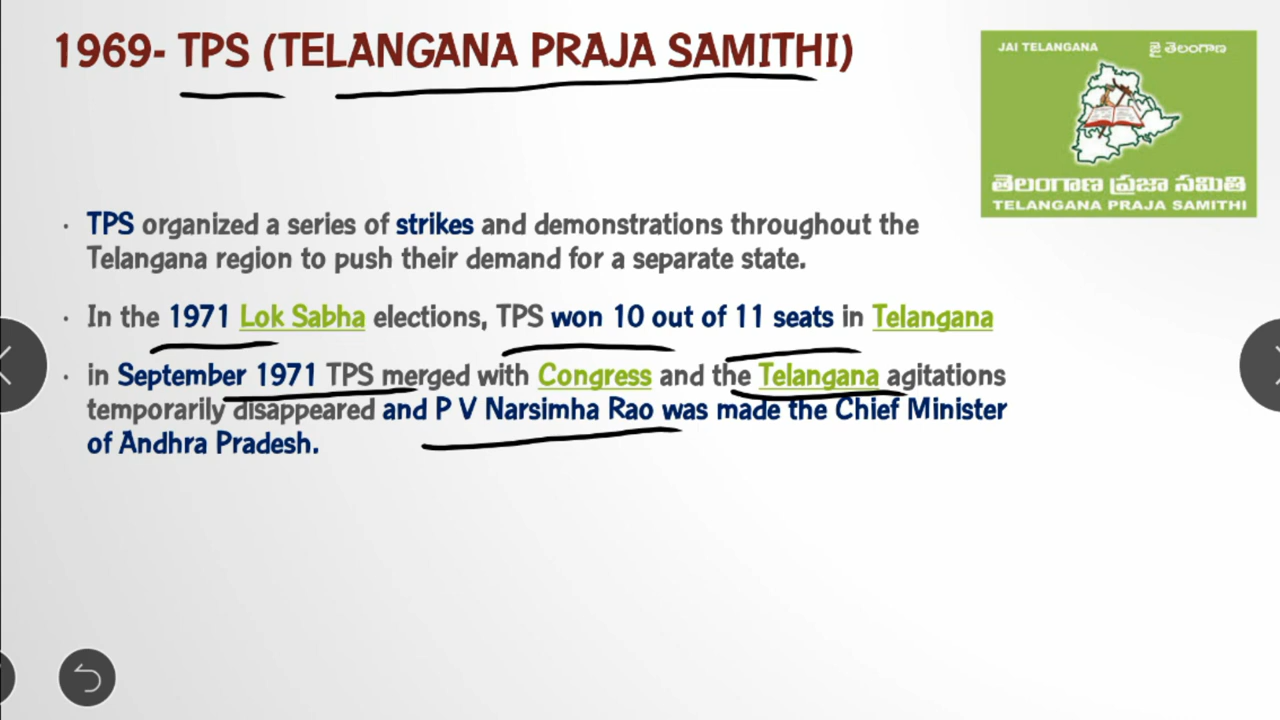 1969- TPS (TELANGANA PRAJA SAMITHI)
JAI TELANGANA జై తెలంగాణ
తెలంగాణ ప్రజా సమితి
TELANGANA PRAJA SAMITHI
· TPS organized a series of strikes and demonstrations throughout the
Telangana region to push their demand for a separate state.
· In the 1971 Lok Sabha elections, TPS won 10 out of 11 seats in Telangana
· in September 1971 TPS merged with Congress and the Telangana agitations
temporarily disappeared and P V Narsimha Rao was made the Chief Minister
of Andhra Pradesh.